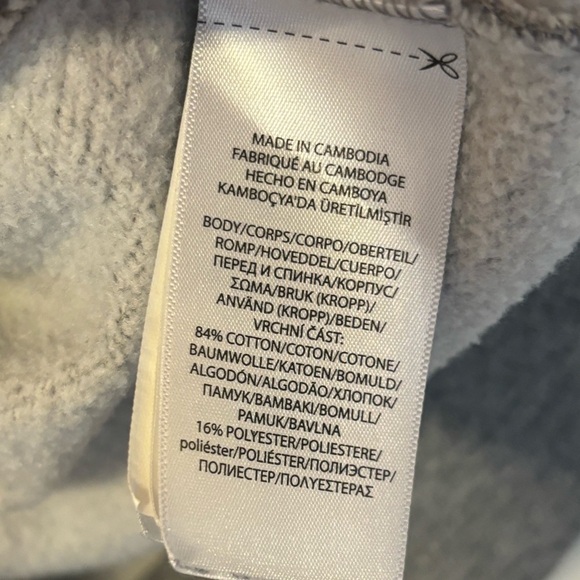 MADE IN CAMBODIA
FABRIQUÉ AU CAMBODGE
HECHO EN CAMBOYA
KAMBOÇYA'DA ÜRETİLMİŞTİR
BODY/CORPS/CORPO/OBERTEIL/
ROMP/HOVEDDEL/CUERPO/
ПЕРЕД И СПИНКА/КОРПУС/
ΣΩΜΑ/BRUK (KROPP)/
ANVÄND (KROPP)/BEDEN/
VRCHNÍ ČÁST:
84% COTTON/COTON/COTONE/
BAUMWOLLE/KATOEN/BOMULD/
ALGODÓN/ALGODÃO/ХЛОПОК/
ПАМУК/ΒΑΜΒΑΚΙ/BOMULL/
PAMUK/BAVLNA
16% POLYESTER/POLIESTERE/
poliéster/POLIÉSTER/ПОЛИЭСТЕР/
ПОЛИЕСТЕР/ΠΟΛΥΕΣΤΕΡΑΣ